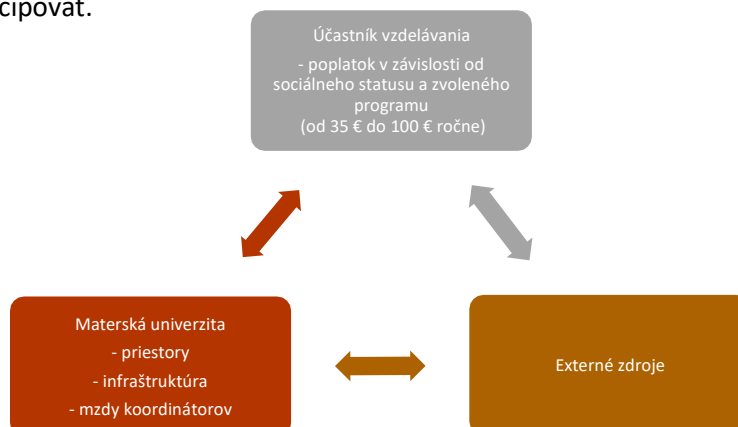 cipovať.
Účastník vzdelávania
- poplatok v závislosti od
sociálneho statusu a zvoleného
programu
(od 35 € do 100 € ročne)
Materská univerzita
- priestory
- infraštruktúra
- mzdy koordinátorov
Externé zdroje